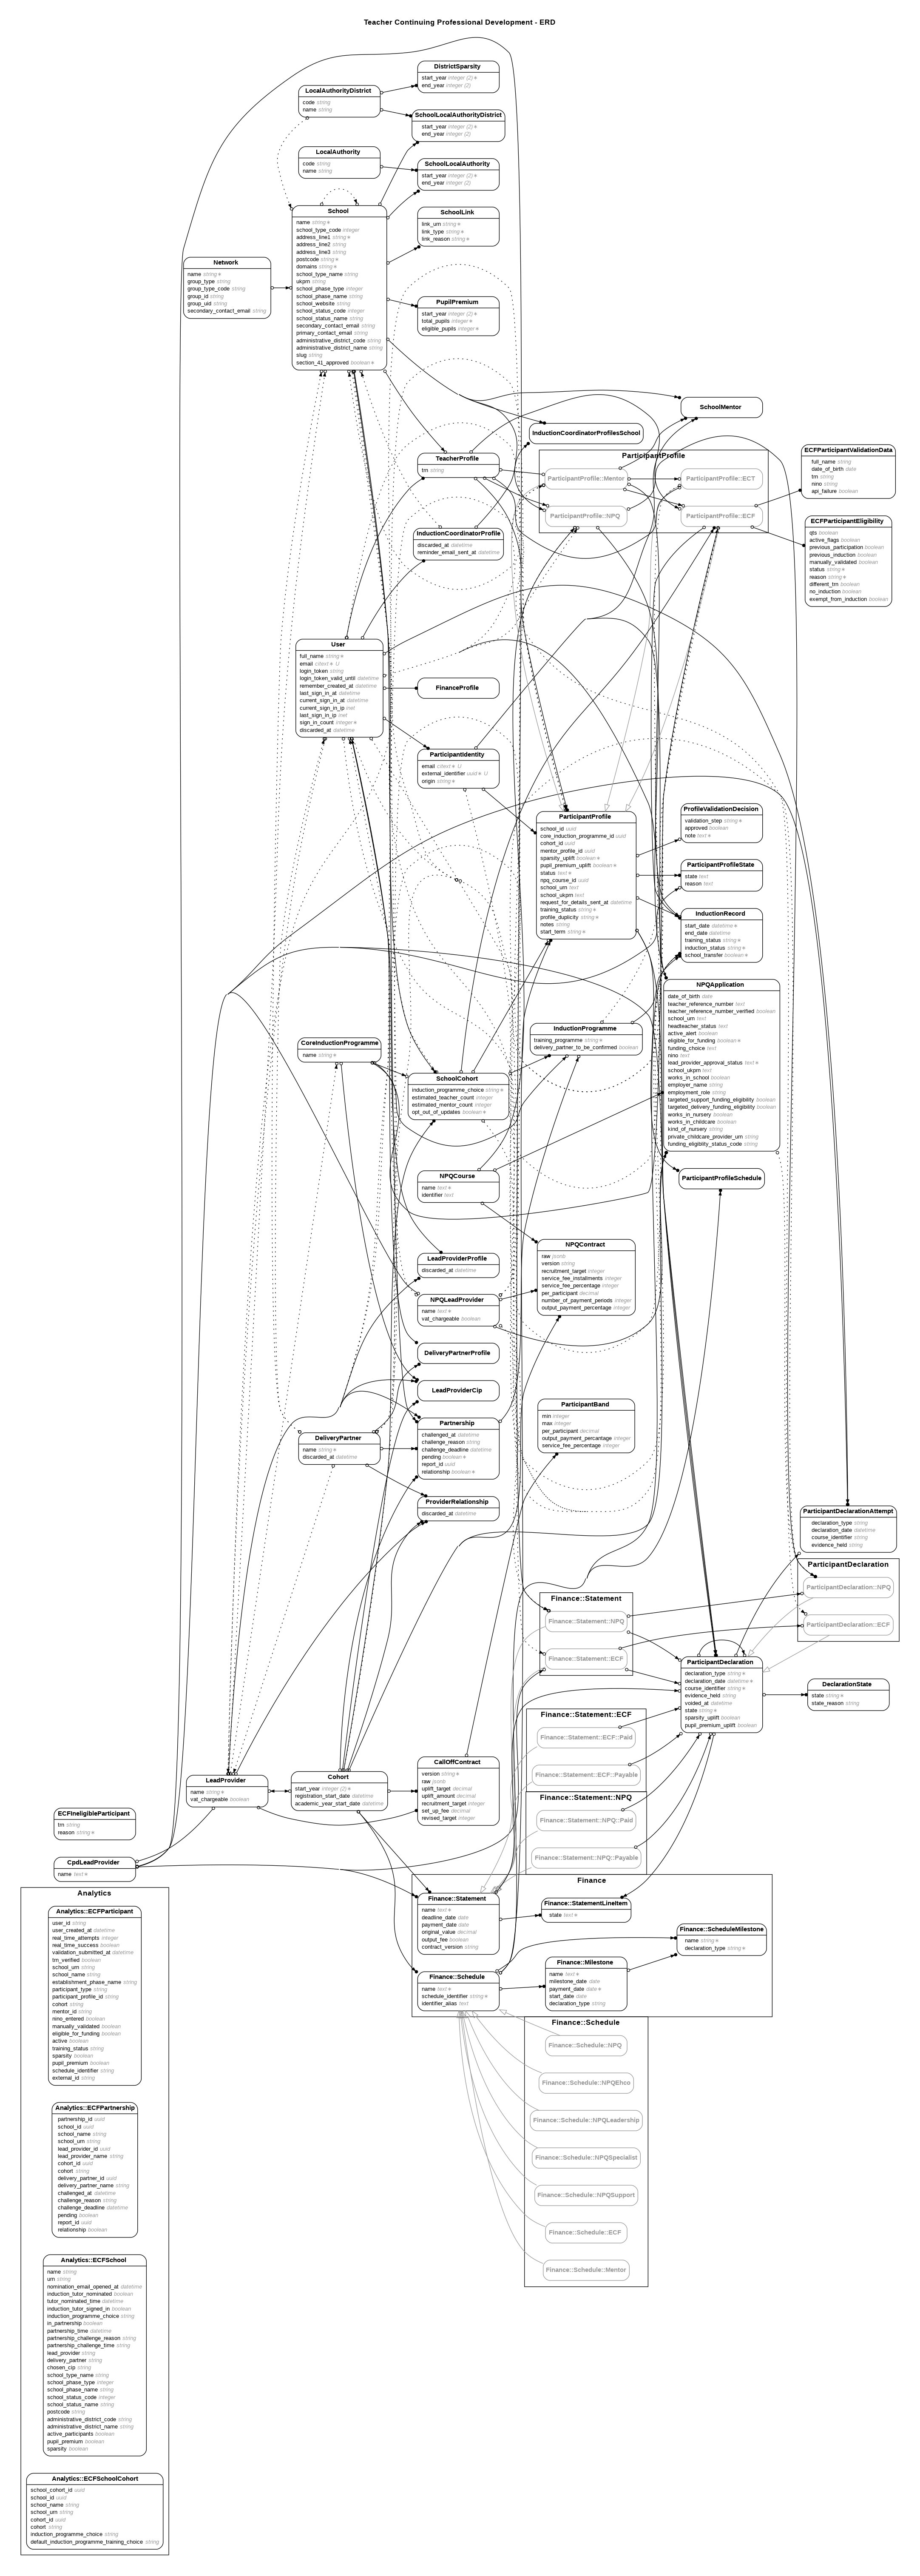 Teacher Continuing Professional Development - ERD
DistrictSparsity
start_year integer (2) ∗
end_year integer (2)
LocalAuthorityDistrict
code string
name string
SchoolLocalAuthorityDistrict
start_year integer (2) ∗
end_year integer (2)
LocalAuthority
code string
name string
SchoolLocalAuthority
start_year integer (2) ∗
end_year integer (2)
School
name string ∗
school_type_code integer
address_line1 string ∗
address_line2 string
address_line3 string
postcode string ∗
domains string ∗
school_type_name string
ukprn string
school_phase_type integer
school_phase_name string
school_website string
school_status_code integer
school_status_name string
secondary_contact_email string
primary_contact_email string
administrative_district_code string
administrative_district_name string
slug string
section_41_approved boolean ∗
SchoolLink
link_urn string ∗
link_type string ∗
link_reason string ∗
Network
name string ∗
group_type string
group_type_code string
group_id string
group_uid string
secondary_contact_email string
PupilPremium
start_year integer (2) ∗
total_pupils integer ∗
eligible_pupils integer ∗
SchoolMentor
InductionCoordinatorProfilesSchool
TeacherProfile
trn string
ParticipantProfile
ParticipantProfile::Mentor
ParticipantProfile::ECT
ParticipantProfile::NPQ
ParticipantProfile::ECF
ECFParticipantValidationData
full_name string
date_of_birth date
trn string
nino string
api_failure boolean
ECFParticipantEligibility
qts boolean
active_flags boolean
previous_participation boolean
previous_induction boolean
manually_validated boolean
status string ∗
reason string ∗
different_trn boolean
no_induction boolean
exempt_from_induction boolean
InductionCoordinatorProfile
discarded_at datetime
reminder_email_sent_at datetime
User
full_name string ∗
email citext ∗ U
login_token string
login_token_valid_until datetime
remember_created_at datetime
last_sign_in_at datetime
current_sign_in_at datetime
current_sign_in_ip inet
last_sign_in_ip inet
sign_in_count integer ∗
discarded_at datetime
FinanceProfile
ParticipantIdentity
email citext ∗ U
external_identifier uuid ∗ U
origin string ∗
ParticipantProfile
school_id uuid
core_induction_programme_id uuid
cohort_id uuid
mentor_profile_id uuid
sparsity_uplift boolean ∗
pupil_premium_uplift boolean ∗
status text ∗
npq_course_id uuid
school_urn text
school_ukprn text
request_for_details_sent_at datetime
training_status string ∗
profile_duplicity string ∗
notes string
start_term string ∗
ProfileValidationDecision
validation_step string ∗
approved boolean
note text ∗
ParticipantProfileState
state text
reason text
InductionRecord
start_date datetime ∗
end_date datetime
training_status string ∗
induction_status string ∗
school_transfer boolean ∗
NPQApplication
date_of_birth date
teacher_reference_number text
teacher_reference_number_verified boolean
school_urn text
headteacher_status text
active_alert boolean
eligible_for_funding boolean ∗
funding_choice text
nino text
lead_provider_approval_status text ∗
school_ukprn text
works_in_school boolean
employer_name string
employment_role string
targeted_support_funding_eligibility boolean
targeted_delivery_funding_eligibility boolean
works_in_nursery boolean
works_in_childcare boolean
kind_of_nursery string
private_childcare_provider_urn string
funding_eligiblity_status_code string
InductionProgramme
training_programme string ∗
delivery_partner_to_be_confirmed boolean
CoreInductionProgramme
name string ∗
SchoolCohort
induction_programme_choice string ∗
estimated_teacher_count integer
estimated_mentor_count integer
opt_out_of_updates boolean ∗
NPQCourse
name text ∗
identifier text
ParticipantProfileSchedule
NPQContract
raw jsonb
version string
recruitment_target integer
service_fee_installments integer
service_fee_percentage integer
per_participant decimal
number_of_payment_periods integer
output_payment_percentage integer
LeadProviderProfile
discarded_at datetime
NPQLeadProvider
name text ∗
vat_chargeable boolean
DeliveryPartnerProfile
LeadProviderCip
ParticipantBand
min integer
max integer
per_participant decimal
output_payment_percantage integer
service_fee_percentage integer
DeliveryPartner
name string ∗
discarded_at datetime
Partnership
challenged_at datetime
challenge_reason string
challenge_deadline datetime
pending boolean ∗
report_id uuid
relationship boolean ∗
ProviderRelationship
discarded_at datetime
ParticipantDeclarationAttempt
declaration_type string
declaration_date datetime
course_identifier string
evidence_held string
ParticipantDeclaration
ParticipantDeclaration::NPQ
ParticipantDeclaration::ECF
Finance::Statement
Finance::Statement::NPQ
Finance::Statement::ECF
ParticipantDeclaration
declaration_type string ∗
declaration_date datetime ∗
course_identifier string ∗
evidence_held string
voided_at datetime
state string ∗
sparsity_uplift boolean
pupil_premium_uplift boolean
DeclarationState
state string ∗
state_reason string
Finance::Statement::ECF
Finance::Statement::ECF::Paid
Finance::Statement::ECF::Payable
Finance::Statement::NPQ
Finance::Statement::NPQ::Paid
Finance::Statement::NPQ::Payable
LeadProvider
name string ∗
vat_chargeable boolean
Cohort
start_year integer (2) ∗
registration_start_date datetime
academic_year_start_date datetime
CallOffContract
version string ∗
raw jsonb
uplift_target decimal
uplift_amount decimal
recruitment_target integer
set_up_fee decimal
revised_target integer
ECFIneligibleParticipant
trn string
reason string ∗
CpdLeadProvider
name text ∗
Finance
Finance::Statement
name text ∗
deadline_date date
payment_date date
original_value decimal
output_fee boolean
contract_version string
Finance::StatementLineItem
state text ∗
Finance::ScheduleMilestone
name string ∗
declaration_type string ∗
Finance::Schedule
name text ∗
schedule_identifier string ∗
identifier_alias text
Finance::Milestone
name text ∗
milestone_date date
payment_date date ∗
start_date date
declaration_type string
Finance::Schedule
Finance::Schedule::NPQ
Finance::Schedule::NPQEhco
Finance::Schedule::NPQLeadership
Finance::Schedule::NPQSpecialist
Finance::Schedule::NPQSupport
Finance::Schedule::ECF
Finance::Schedule::Mentor
Analytics
Analytics::ECFParticipant
user_id string
user_created_at datetime
real_time_attempts integer
real_time_success boolean
validation_submitted_at datetime
trn_verified boolean
school_urn string
school_name string
establishment_phase_name string
participant_type string
participant_profile_id string
cohort string
mentor_id string
nino_entered boolean
manually_validated boolean
eligible_for_funding boolean
active boolean
training_status string
sparsity boolean
pupil_premium boolean
schedule_identifier string
external_id string
Analytics::ECFPartnership
partnership_id uuid
school_id uuid
school_name string
school_urn string
lead_provider_id uuid
lead_provider_name string
cohort_id uuid
cohort string
delivery_partner_id uuid
delivery_partner_name string
challenged_at datetime
challenge_reason string
challenge_deadline datetime
pending boolean
report_id uuid
relationship boolean
Analytics::ECFSchool
name string
urn string
nomination_email_opened_at datetime
induction_tutor_nominated boolean
tutor_nominated_time datetime
induction_tutor_signed_in boolean
induction_programme_choice string
in_partnership boolean
partnership_time datetime
partnership_challenge_reason string
partnership_challenge_time string
lead_provider string
delivery_partner string
chosen_cip string
school_type_name string
school_phase_type integer
school_phase_name string
school_status_code integer
school_status_name string
postcode string
administrative_district_code string
administrative_district_name string
active_participants boolean
pupil_premium boolean
sparsity boolean
Analytics::ECFSchoolCohort
school_cohort_id uuid
school_id uuid
school_name string
school_urn string
cohort_id uuid
cohort string
induction_programme_choice string
default_induction_programme_training_choice string